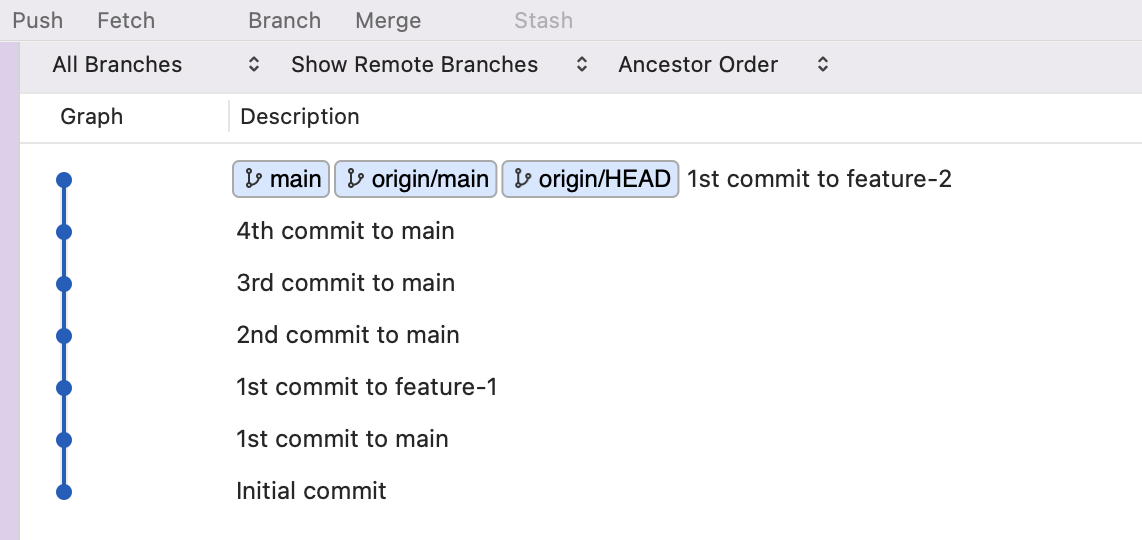 Push Fetch Branch Merge Stash
All Branches Show Remote Branches Ancestor Order
Graph Description
main origin/main origin/HEAD 1st commit to feature-2
4th commit to main
3rd commit to main
2nd commit to main
1st commit to feature-1
1st commit to main
Initial commit